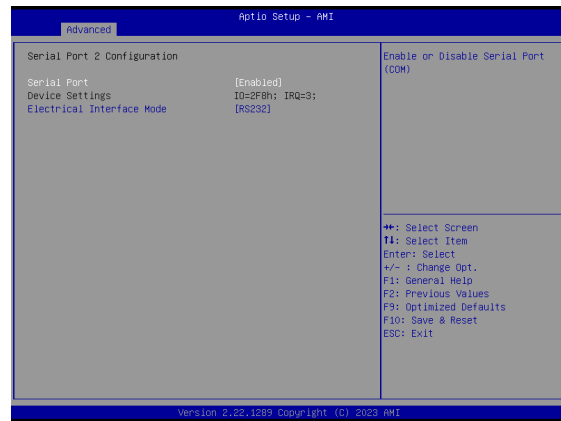 Aptio Setup - AMI
Advanced
Serial Port 2 Configuration
Serial Port [Enabled]
Device Settings IO=2F8h; IRQ=3;
Electrical Interface Mode [RS232]
Enable or Disable Serial Port
(COM)
→←: Select Screen
↑↓: Select Item
Enter: Select
+/- : Change Opt.
F1: General Help
F2: Previous Values
F9: Optimized Defaults
F10: Save & Reset
ESC: Exit
Version 2.22.1289 Copyright (C) 2023 AMI